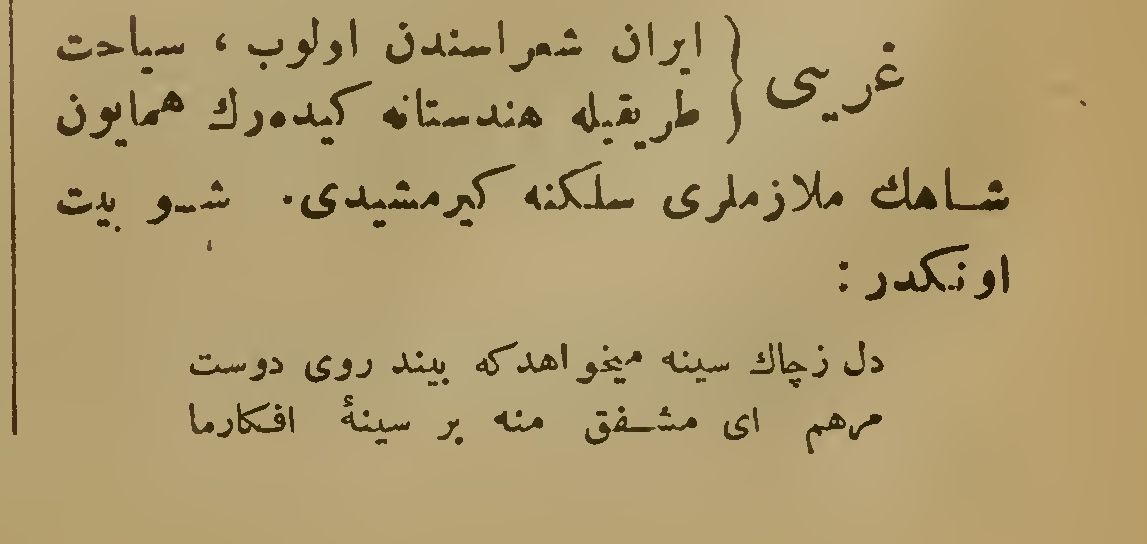 غریبی { ایران شعراسندن اولوب ، سیاحت
طریقیله هندستانه کیدەرك همایون
شاهك ملازملری سلکنه کیرمشیدی. شو بیت
اونکدر :
دل زچاك سینه میخواهدکه بیند روی دوست
مرهم ای مشفق منه بر سینهٔ افکارما